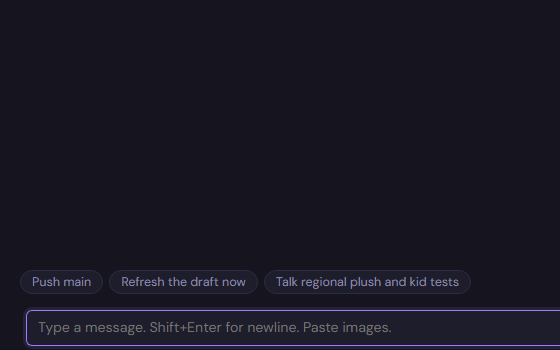 Push main
Refresh the draft now
Talk regional plush and kid tests
Type a message. Shift+Enter for newline. Paste images.